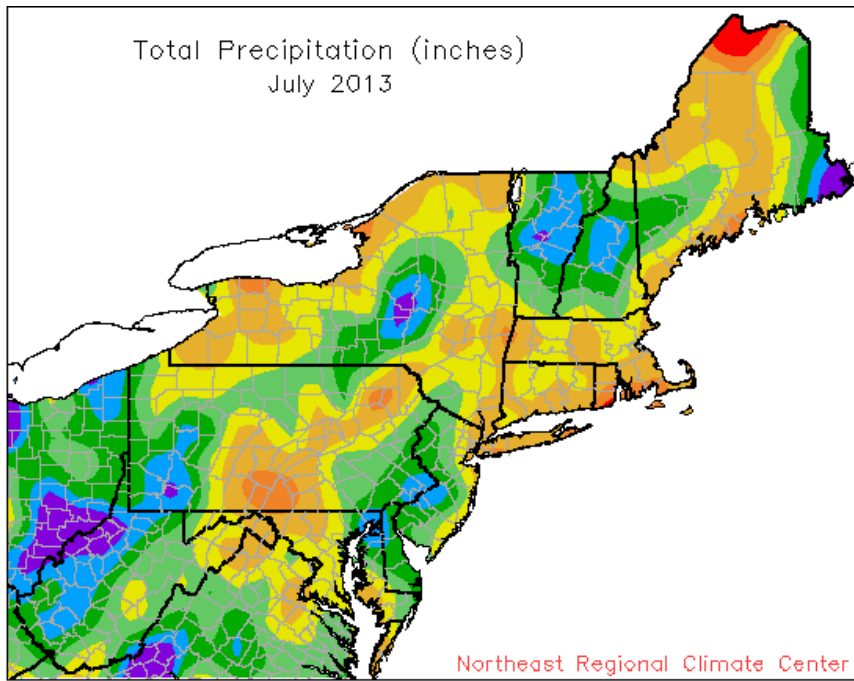 Total Precipitation (inches)
July 2013
Northeast Regional Climate Center